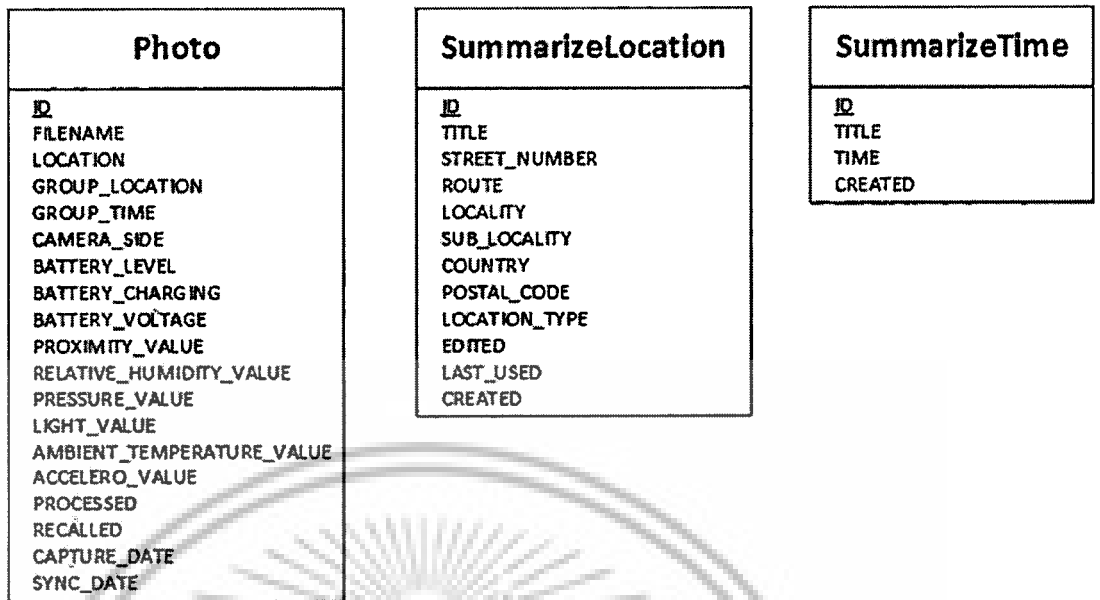 Photo
ID
FILENAME
LOCATION
GROUP_LOCATION
GROUP_TIME
CAMERA_SIDE
BATTERY_LEVEL
BATTERY_CHARGING
BATTERY_VOLTAGE
PROXIMITY_VALUE
RELATIVE_HUMIDITY_VALUE
PRESSURE_VALUE
LIGHT_VALUE
AMBIENT_TEMPERATURE_VALUE
ACCELERO_VALUE
PROCESSED
RECALLED
CAPTURE_DATE
SYNC_DATE
SummarizeLocation
ID
TITLE
STREET_NUMBER
ROUTE
LOCALITY
SUB_LOCALITY
COUNTRY
POSTAL_CODE
LOCATION_TYPE
EDITED
LAST_USED
CREATED
SummarizeTime
ID
TITLE
TIME
CREATED